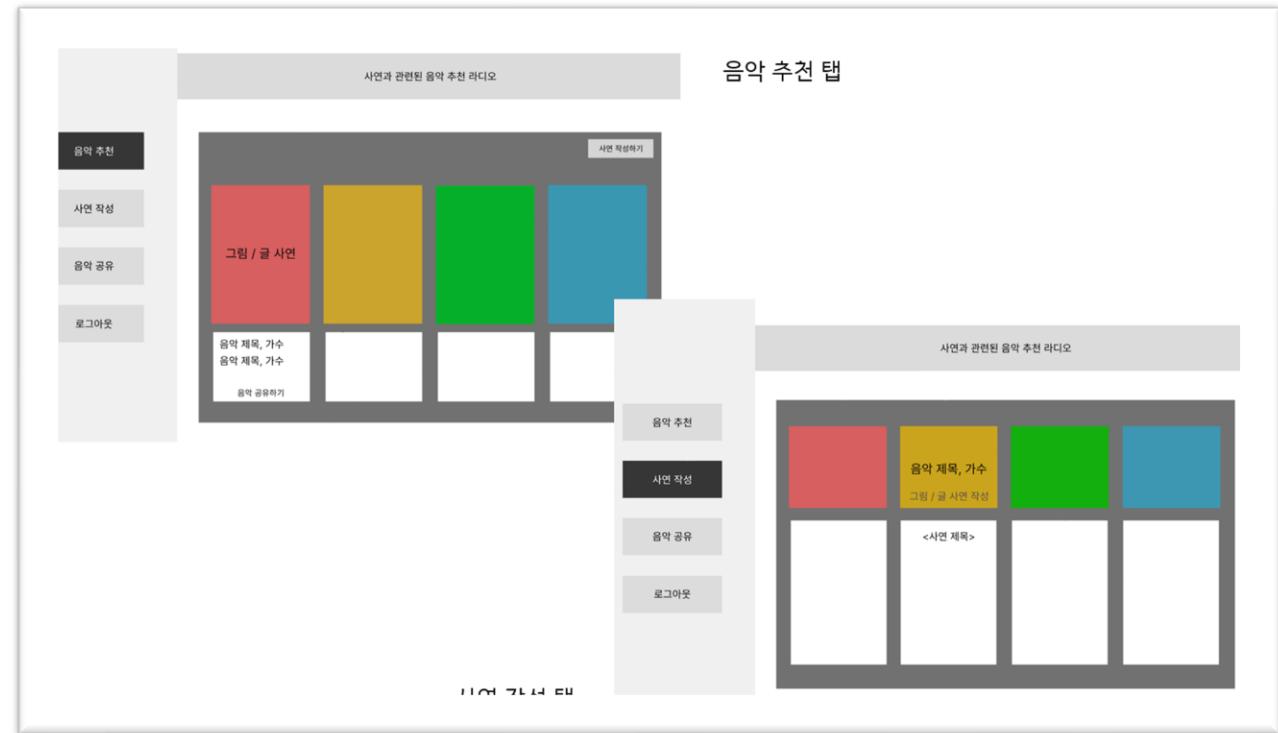 사연과 관련된 음악 추천 라디오
음악 추천 탭
음악 추천
사연 작성
음악 공유
로그아웃
사연 작성하기
그림 / 글 사연
음악 제목, 가수
음악 제목, 가수
음악 공유하기
사연과 관련된 음악 추천 라디오
음악 추천
사연 작성
음악 공유
로그아웃
음악 제목, 가수
그림 / 글 사연 작성
<사연 제목>